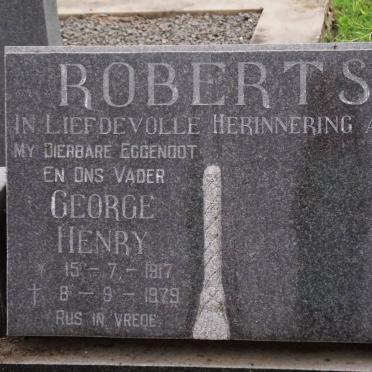 ROBERTS
IN LIEFDEVOLLE HERINNERING A
MY DIERBARE EGGENOOT
EN ONS VADER
GEORGE
HENRY
* 15 - 7 - 1917
† 8 - 9 - 1979
RUS IN VREDE